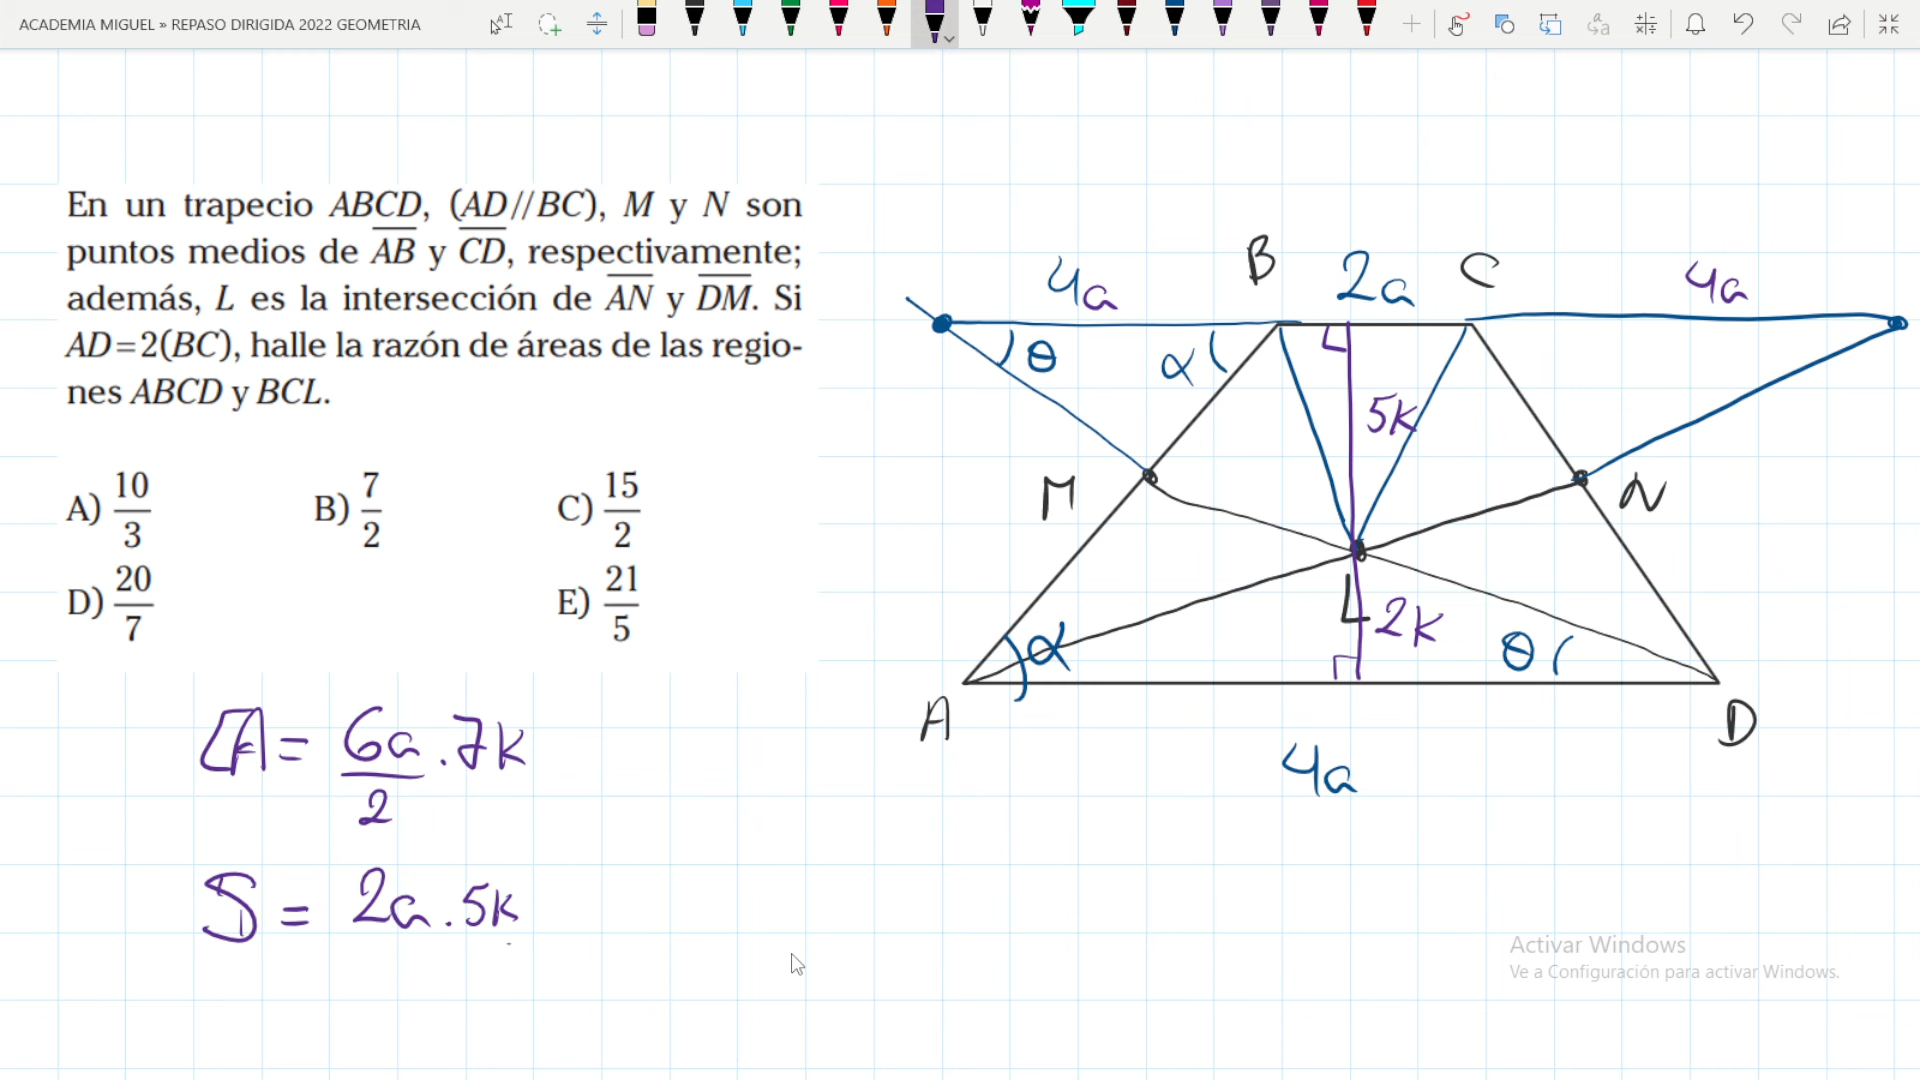 ACADEMIA MIGUEL » REPASO DIRIGIDA 2022 GEOMETRIA
En un trapecio ABCD, (AD//BC), M y N son
puntos medios de AB y CD, respectivamente;
además, L es la intersección de AN y DM. Si
AD=2(BC), halle la razón de áreas de las regio-
nes ABCD y BCL.
A) 10/3 B) 7/2 C) 15/2
D) 20/7 E) 21/5
4a B 2a C 4a
θ α
5k
M N
L 2k
α θ
A D
4a
A = 6a/2 . 7k
S = 2a . 5k
Activar Windows
Ve a Configuración para activar Windows.